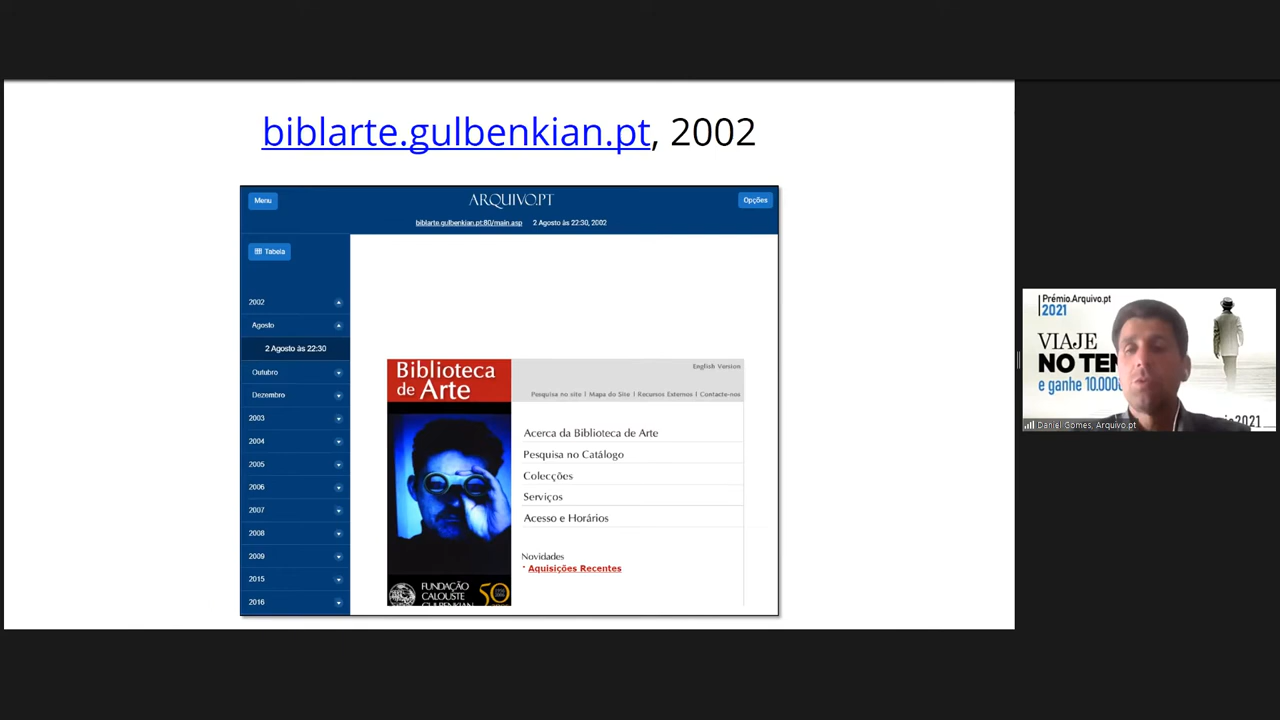 biblarte.gulbenkian.pt, 2002
Menu
ARQUIVO.PT
Opções
biblarte.gulbenkian.pt:80/main.asp 2 Agosto às 22:30, 2002
Tabela
2002
Agosto
2 Agosto às 22:30
Outubro
Dezembro
2003
2004
2005
2006
2007
2008
2009
2015
2016
Biblioteca
de Arte
English Version
Pesquisa no site | Mapa do Site | Recursos Externos | Contacte-nos
Acerca da Biblioteca de Arte
Pesquisa no Catálogo
Colecções
Serviços
Acesso e Horários
Novidades
Aquisições Recentes
FUNDAÇÃO
CALOUSTE
GULBENKIAN
50
Prémio.Arquivo.pt
2021
VIAJE
NO TEM
e ganhe 10.000
2021
Daniel Gomes, Arquivo.pt